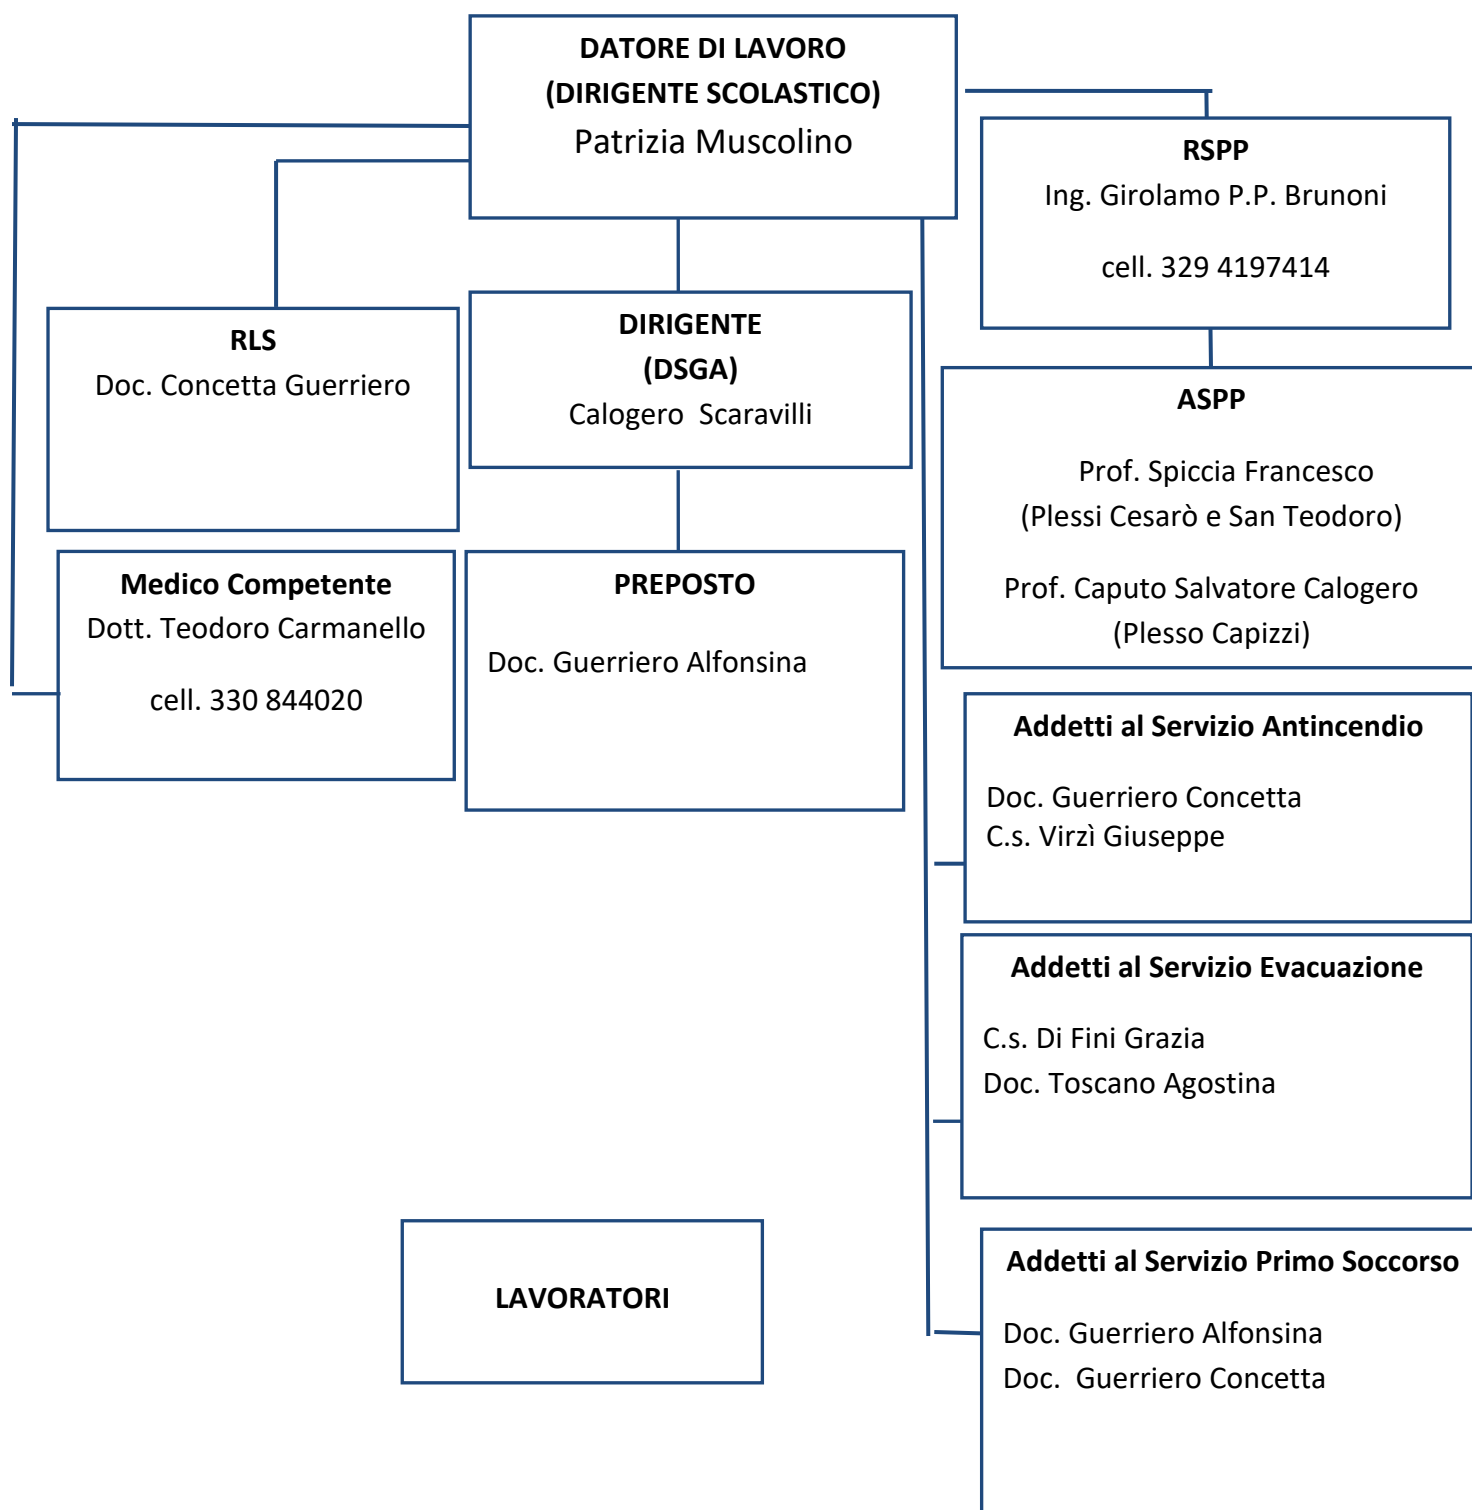 DATORE DI LAVORO
(DIRIGENTE SCOLASTICO)
Patrizia Muscolino
RSPP
Ing. Girolamo P.P. Brunoni
cell. 329 4197414
RLS
Doc. Concetta Guerriero
DIRIGENTE
(DSGA)
Calogero  Scaravilli
ASPP
Prof. Spiccia Francesco
(Plessi Cesarò e San Teodoro)
Prof. Caputo Salvatore Calogero
(Plesso Capizzi)
Medico Competente
Dott. Teodoro Carmanello
cell. 330 844020
PREPOSTO
Doc. Guerriero Alfonsina
Addetti al Servizio Antincendio
Doc. Guerriero Concetta
C.s. Virzì Giuseppe
Addetti al Servizio Evacuazione
C.s. Di Fini Grazia
Doc. Toscano Agostina
LAVORATORI
Addetti al Servizio Primo Soccorso
Doc. Guerriero Alfonsina
Doc.  Guerriero Concetta